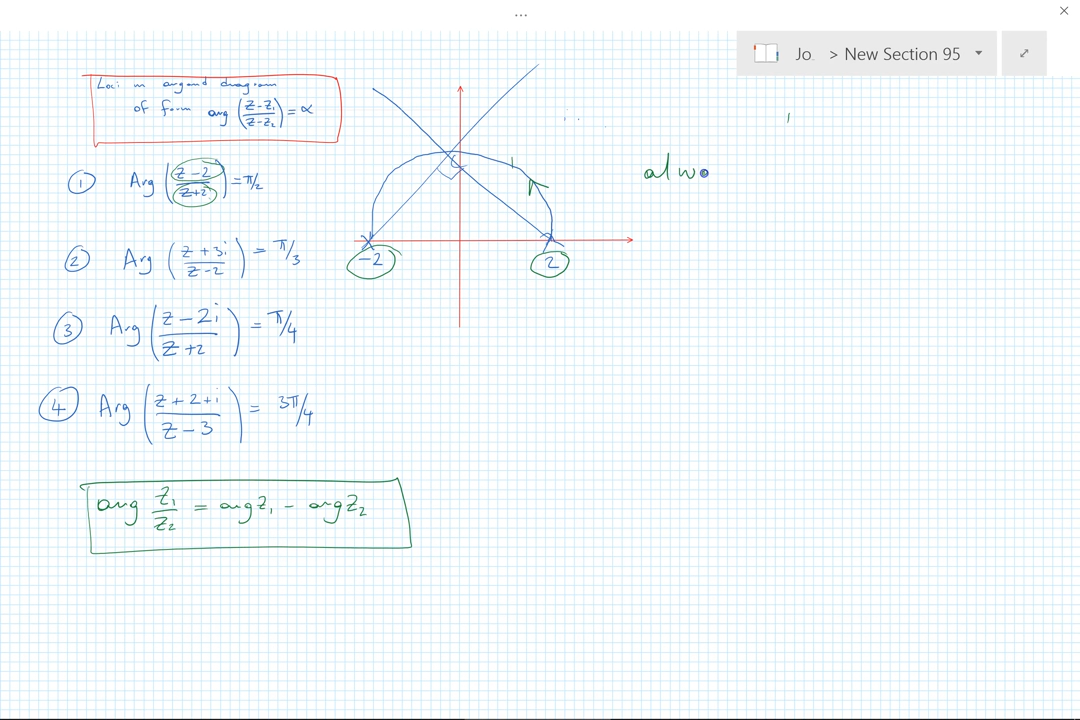 ...
Jo. > New Section 95
Loci in argand diagram
of form arg ((z-z₁)/(z-z₂)) = α
① Arg ((z-2)/(z+2)) = π/2
② Arg ((z+3i)/(z-2)) = π/3
③ Arg ((z-2i)/(z+2)) = π/4
④ Arg ((z+2+i)/(z-3)) = 3π/4
arg z₁/z₂ = arg z₁ - arg z₂
-2
2
alwo